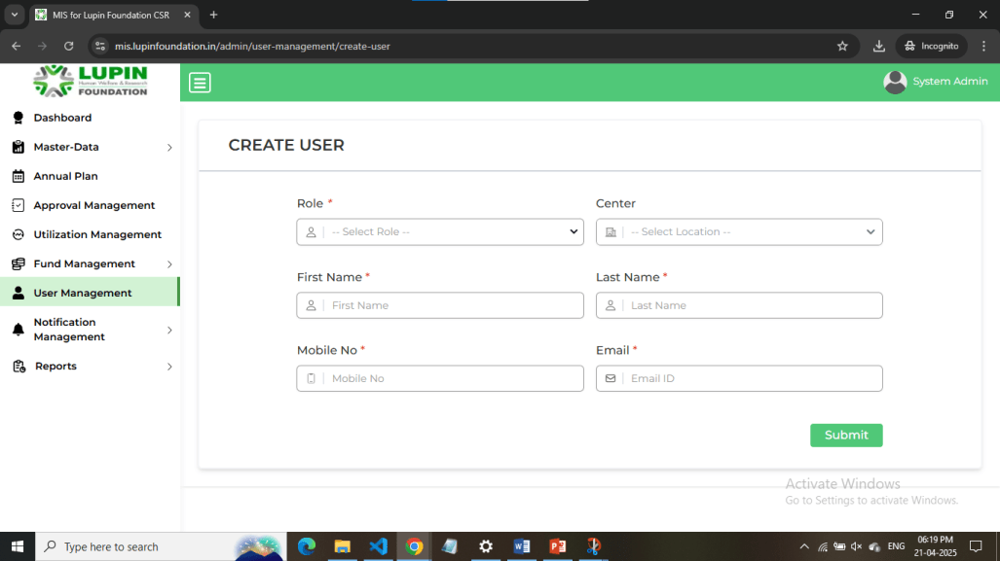 MIS for Lupin Foundation CSR
mis.lupinfoundation.in/admin/user-management/create-user
Incognito
LUPIN
Human Welfare & Research
FOUNDATION
System Admin
Dashboard
Master-Data
Annual Plan
Approval Management
Utilization Management
Fund Management
User Management
Notification
Management
Reports
CREATE USER
Role *
Center
-- Select Role --
-- Select Location --
First Name *
Last Name *
First Name
Last Name
Mobile No *
Email *
Mobile No
Email ID
Submit
Activate Windows
Go to Settings to activate Windows.
Type here to search
ENG
06:19 PM
21-04-2025